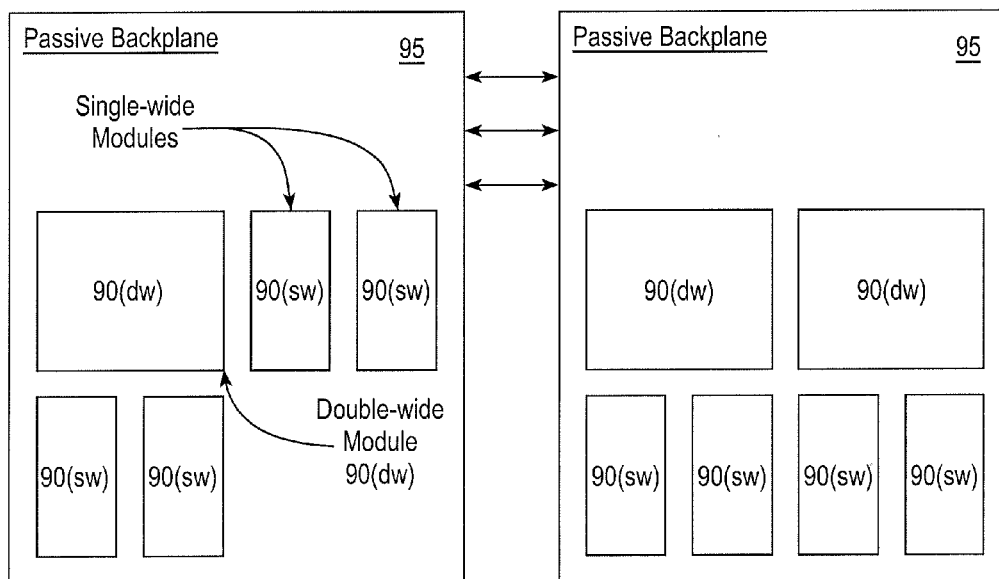 Passive Backplane
95
Single-wide
Modules
90(dw)
90(sw)
90(sw)
Double-wide
Module
90(dw)
90(sw)
90(sw)
Passive Backplane
95
90(dw)
90(dw)
90(sw)
90(sw)
90(sw)
90(sw)